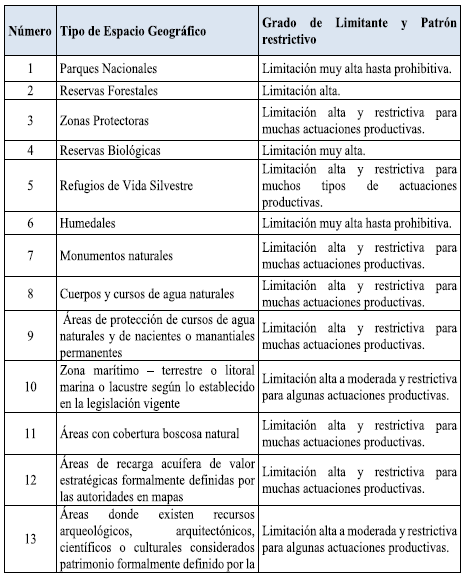 Número Tipo de Espacio Geográfico Grado de Limitante y Patrón
restrictivo
1 Parques Nacionales Limitación muy alta hasta prohibitiva.
2 Reservas Forestales Limitación alta.
3 Zonas Protectoras Limitación alta y restrictiva para
muchas actuaciones productivas.
4 Reservas Biológicas Limitación muy alta.
5 Refugios de Vida Silvestre Limitación alta y restrictiva para
muchos tipos de actuaciones
productivas.
6 Humedales Limitación muy alta hasta prohibitiva.
7 Monumentos naturales Limitación alta y restrictiva para
muchas actuaciones productivas.
8 Cuerpos y cursos de agua naturales Limitación alta y restrictiva para
muchas actuaciones productivas.
9 Áreas de protección de cursos de agua
naturales y de nacientes o manantiales
permanentes
Limitación alta y restrictiva para
muchas actuaciones productivas.
10 Zona marítimo – terrestre o litoral
marina o lacustre según lo establecido
en la legislación vigente
Limitación alta a moderada y restrictiva
para algunas actuaciones productivas.
11 Áreas con cobertura boscosa natural Limitación alta y restrictiva para
muchas actuaciones productivas.
12 Áreas de recarga acuífera de valor
estratégicas formalmente definidas por
las autoridades en mapas
Limitación alta y restrictiva para
muchas actuaciones productivas.
13 Áreas donde existen recursos
arqueológicos, arquitectónicos,
científicos o culturales considerados
patrimonio formalmente definido por la
Limitación alta a moderada y restrictiva
para algunas actuaciones productivas.